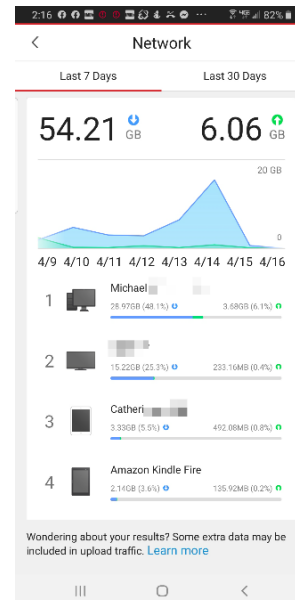 2:16 82%
Network
Last 7 Days Last 30 Days
54.21 GB 6.06 GB
20 GB
0
4/9 4/10 4/11 4/12 4/13 4/14 4/15 4/16
1 Michael
28.97GB (48.1%) 3.68GB (6.1%)
2
15.22GB (25.3%) 233.16MB (0.4%)
3 Catheri
3.33GB (5.5%) 492.08MB (0.8%)
4 Amazon Kindle Fire
2.14GB (3.6%) 135.92MB (0.2%)
Wondering about your results? Some extra data may be
included in upload traffic. Learn more